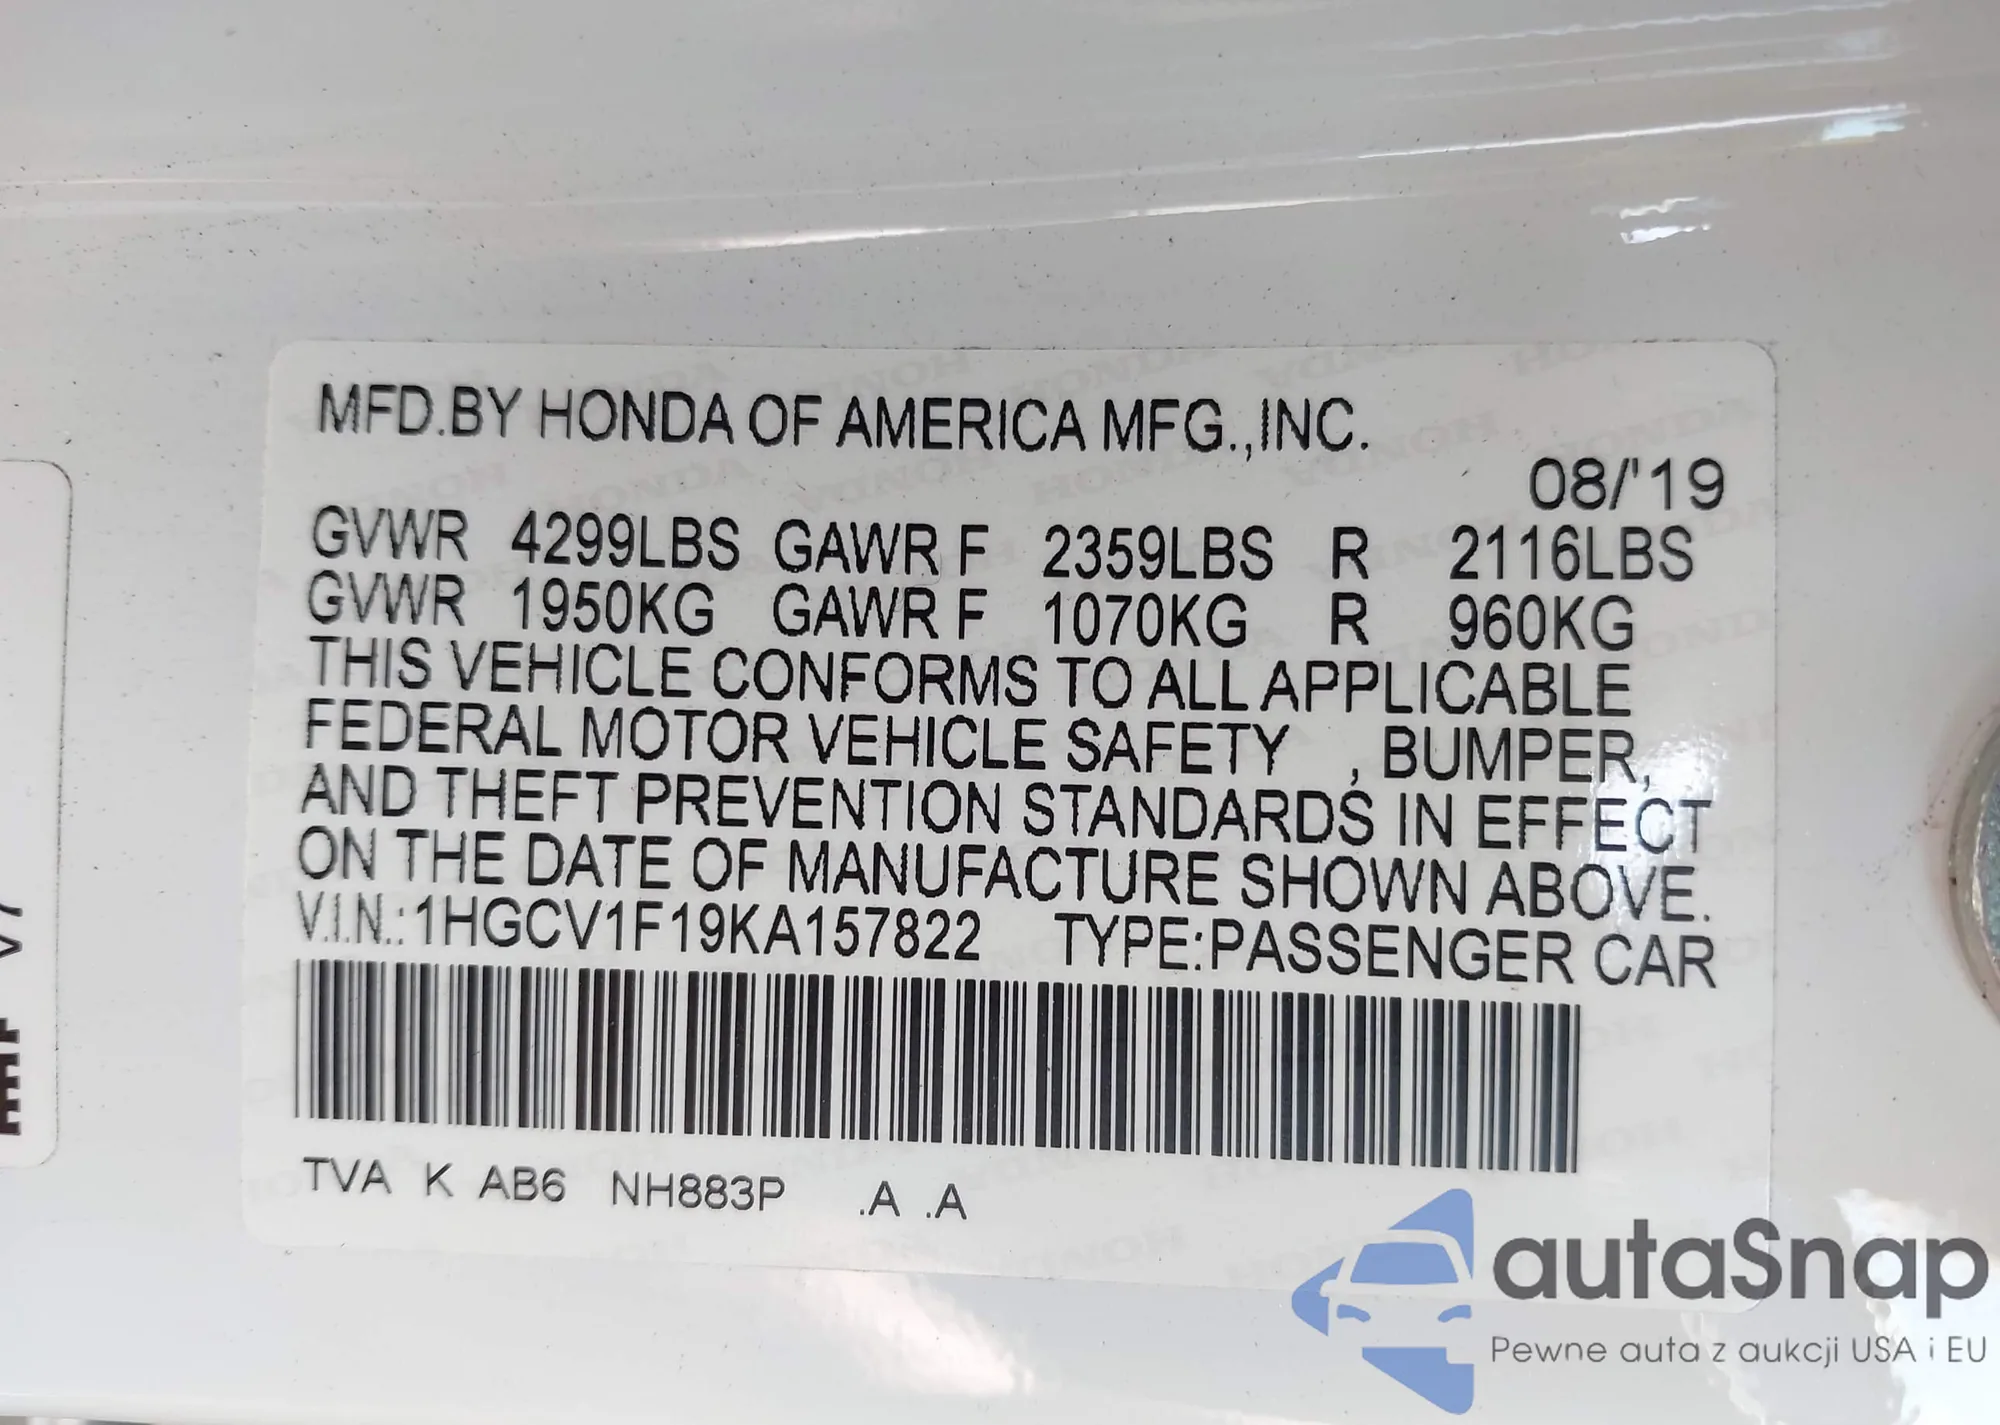 MFD.BY HONDA OF AMERICA MFG.,INC.
08/'19
GVWR 4299LBS GAWR F 2359LBS R 2116LBS
GVWR 1950KG GAWR F 1070KG R 960KG
THIS VEHICLE CONFORMS TO ALL APPLICABLE
FEDERAL MOTOR VEHICLE SAFETY , BUMPER,
AND THEFT PREVENTION STANDARDS IN EFFECT
ON THE DATE OF MANUFACTURE SHOWN ABOVE.
V.I.N.:1HGCV1F19KA157822 TYPE:PASSENGER CAR
TVA K AB6 NH883P .A .A
autaSnap
Pewne auta z aukcji USA i EU